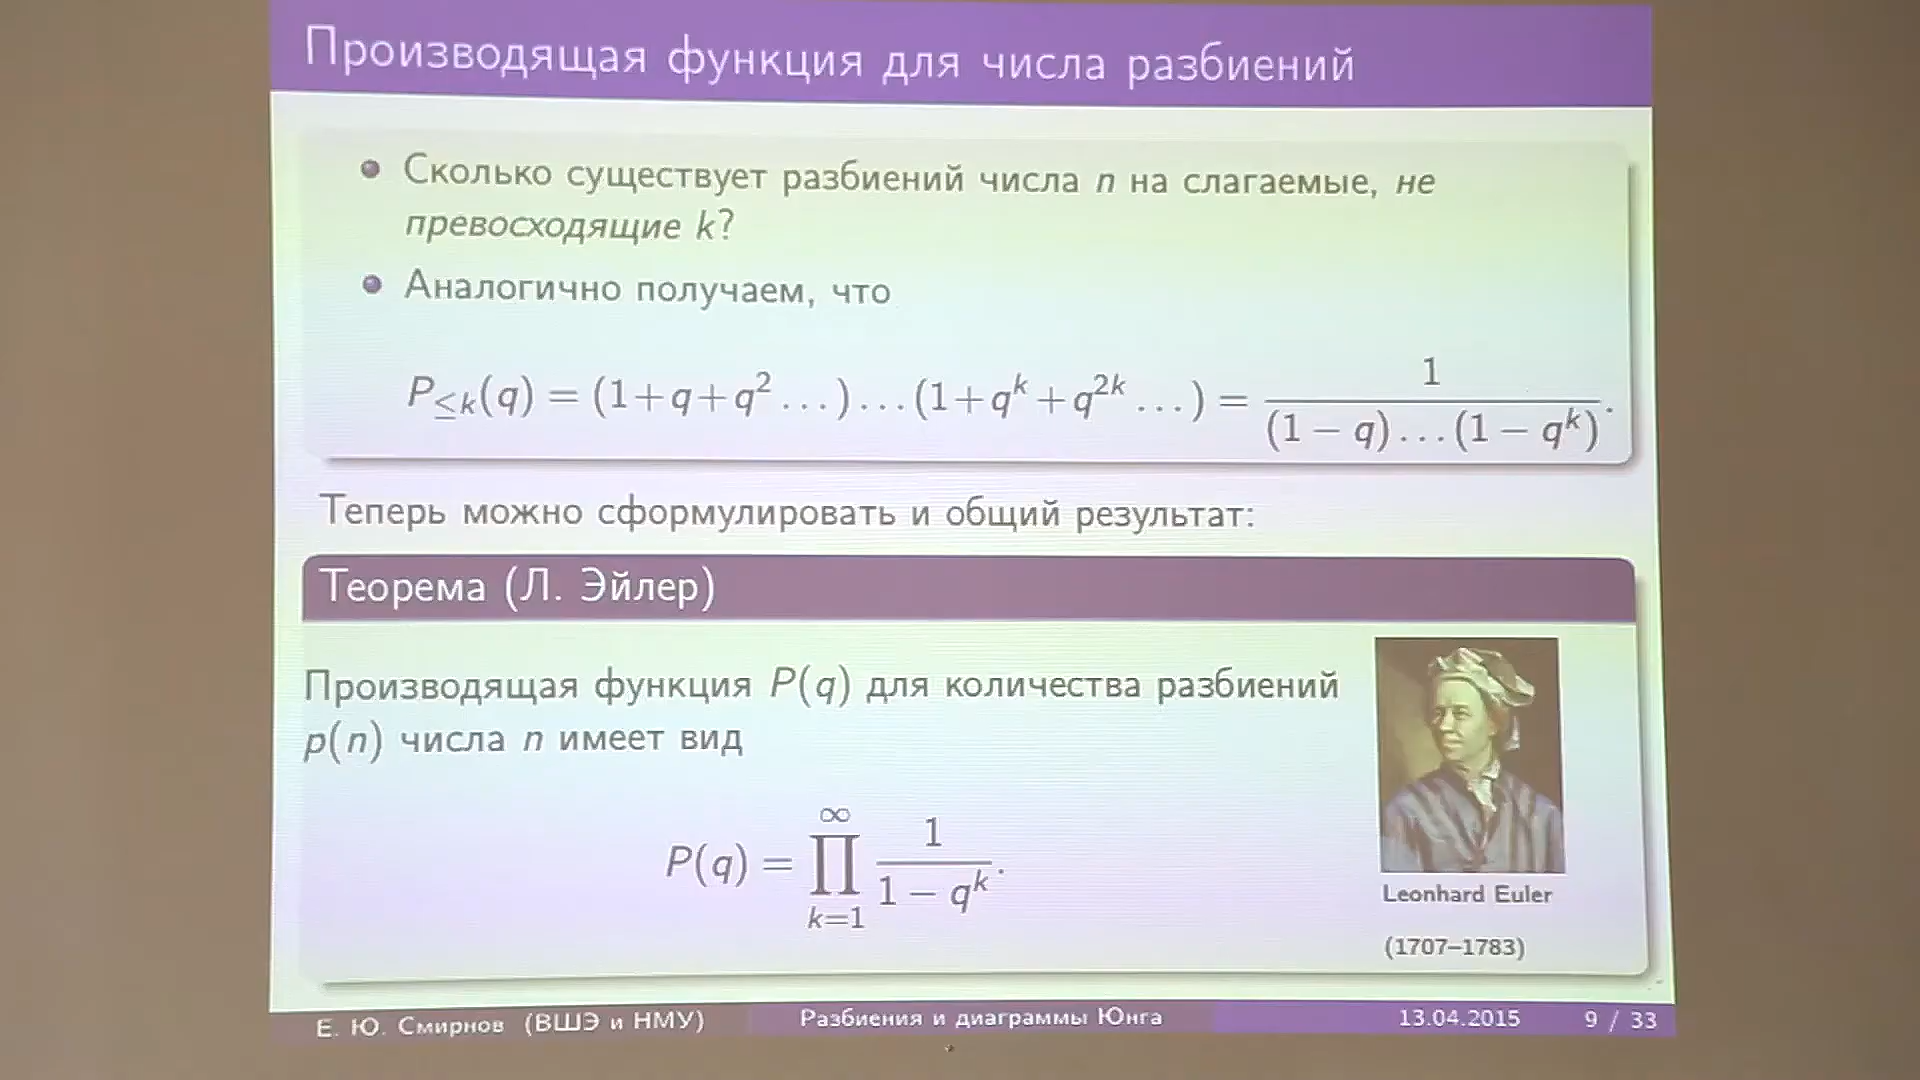 Производящая функция для числа разбиений
Сколько существует разбиений числа n на слагаемые, не
превосходящие k?
Аналогично получаем, что
P≤k(q) = (1+q+q² ...)...(1+qᵏ+q²ᵏ ...) = 1 / ((1 − q)...(1 − qᵏ)).
Теперь можно сформулировать и общий результат:
Теорема (Л. Эйлер)
Производящая функция P(q) для количества разбиений
p(n) числа n имеет вид
P(q) = ∏_{k=1}^{∞} 1 / (1 − qᵏ).
Leonhard Euler
(1707–1783)
Е. Ю. Смирнов (ВШЭ и НМУ) Разбиения и диаграммы Юнга 13.04.2015 9 / 33